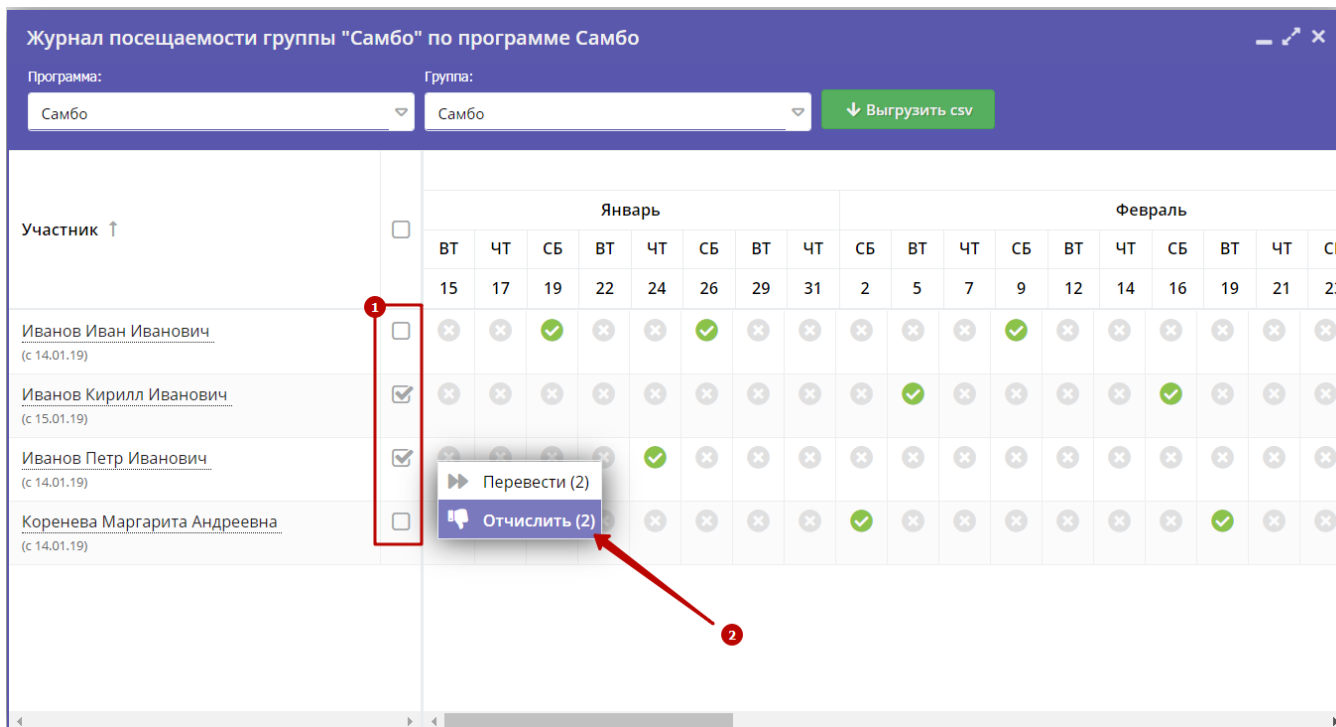 Журнал посещаемости группы "Самбо" по программе Самбо
Программа: Группа:
Самбо Самбо Выгрузить csv
Январь Февраль
Участник
ВТ ЧТ СБ ВТ ЧТ СБ ВТ ЧТ СБ ВТ ЧТ СБ ВТ ЧТ СБ ВТ ЧТ
15 17 19 22 24 26 29 31 2 5 7 9 12 14 16 19 21
1
Иванов Иван Иванович
(с 14.01.19)
Иванов Кирилл Иванович
(с 15.01.19)
Иванов Петр Иванович
(с 14.01.19)
Перевести (2)
Отчислить (2)
Коренева Маргарита Андреевна
(с 14.01.19)
2